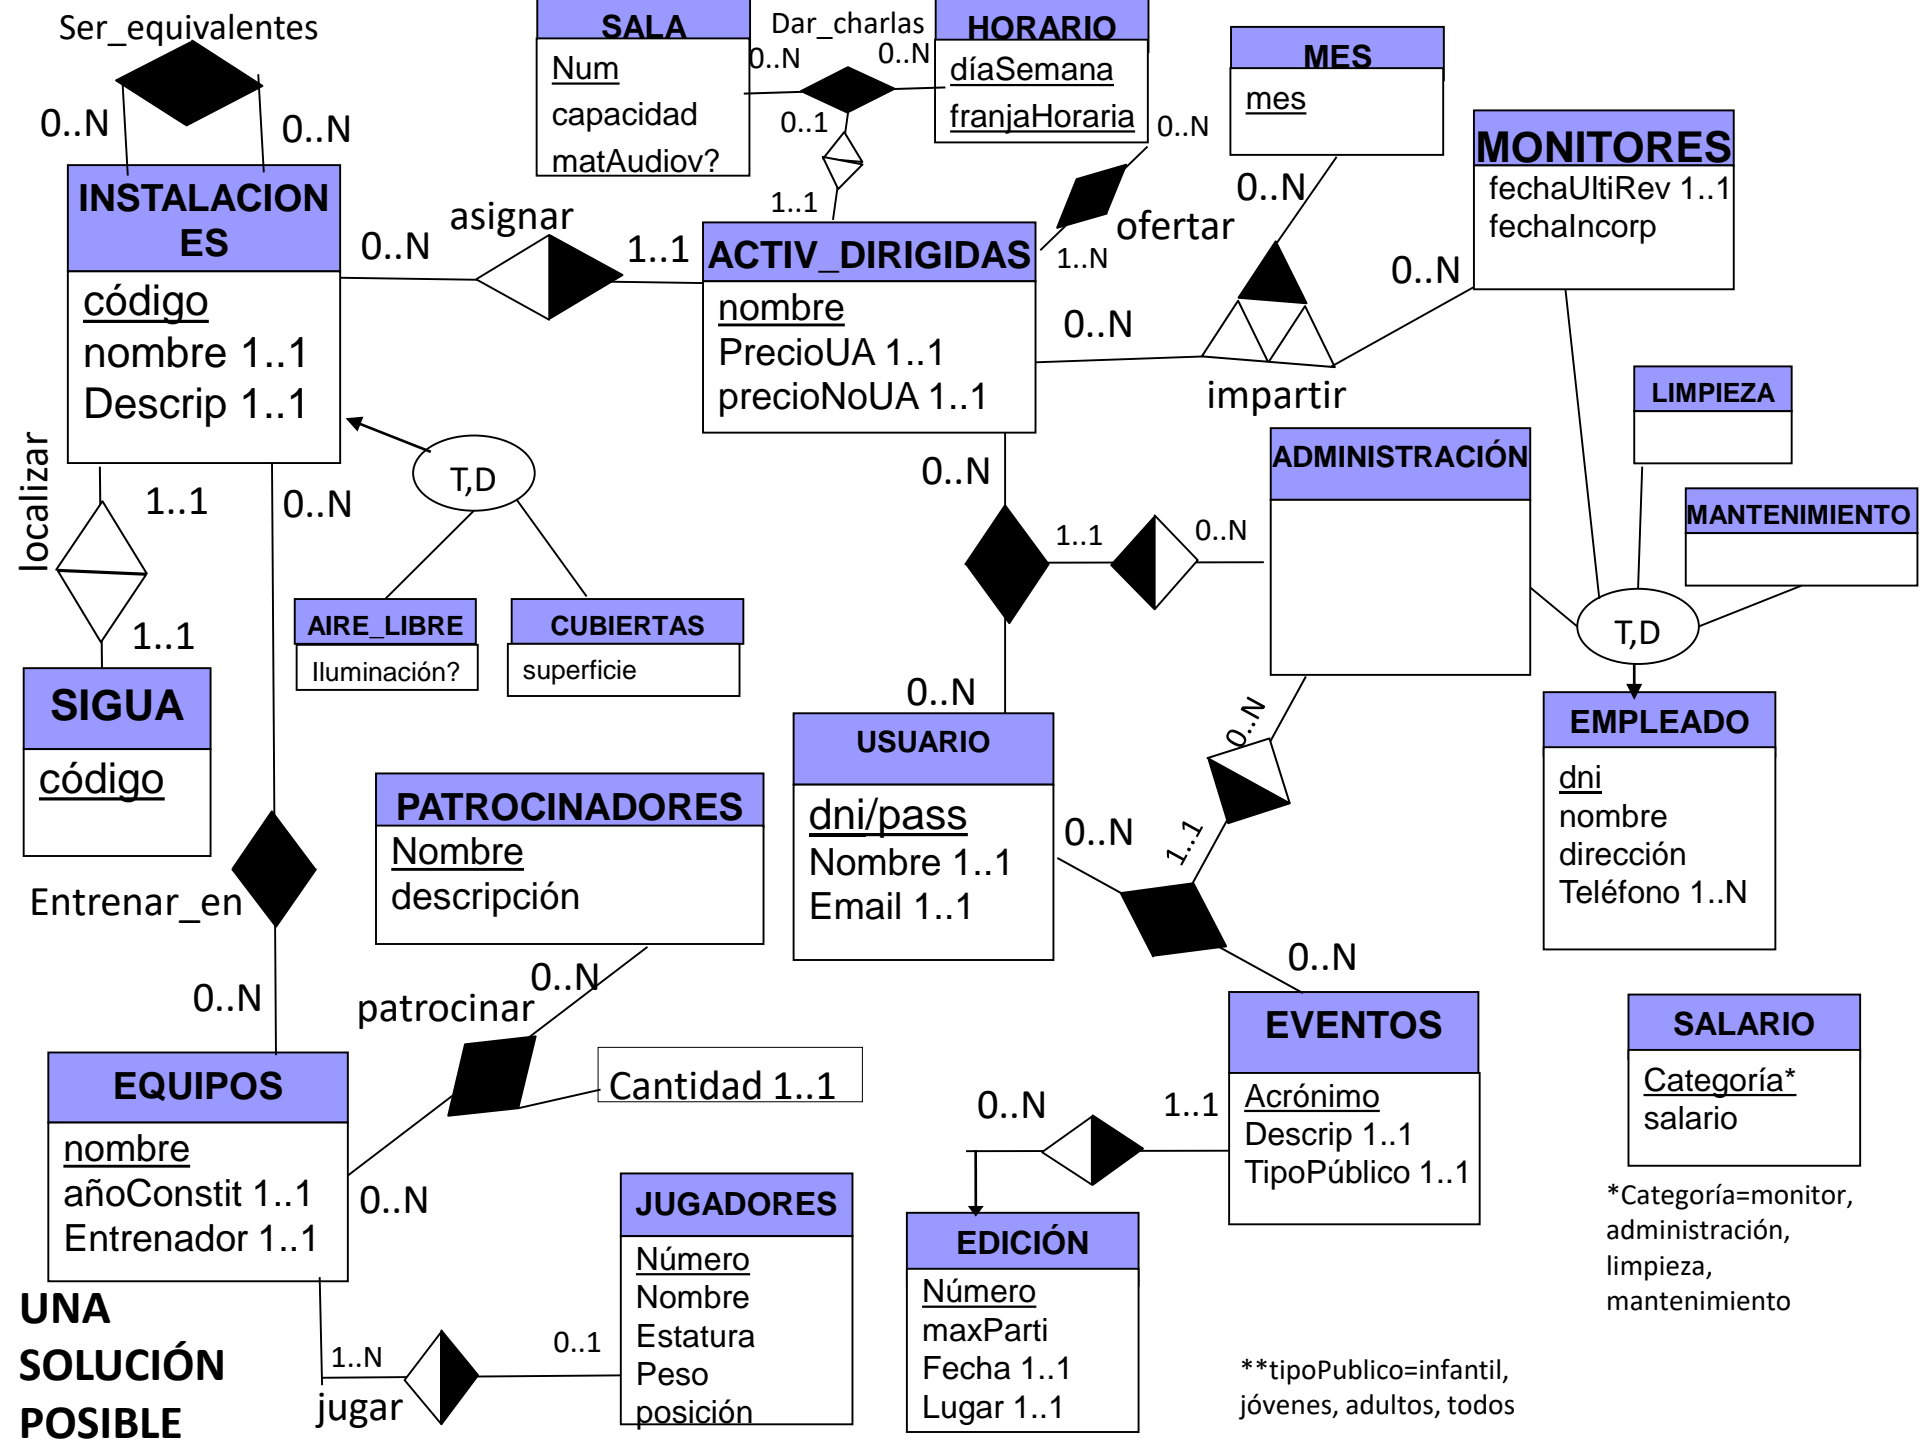 Ser_equivalentes
0..N
0..N
SALA
Num
capacidad
matAudiov?
Dar_charlas
0..N
0..N
0..1
1..1
HORARIO
díaSemana
franjaHoraria
0..N
ofertar
1..N
MES
mes
0..N
MONITORES
fechaUltiRev 1..1
fechaIncorp
0..N
INSTALACION
ES
código
nombre 1..1
Descrip 1..1
asignar
0..N
1..1
ACTIV_DIRIGIDAS
nombre
PrecioUA 1..1
precioNoUA 1..1
0..N
impartir
LIMPIEZA
ADMINISTRACIÓN
MANTENIMIENTO
localizar
1..1
0..N
T,D
0..N
1..1
0..N
AIRE_LIBRE
Iluminación?
CUBIERTAS
superficie
1..1
T,D
SIGUA
código
0..N
0..N
1..1
USUARIO
dni/pass
Nombre 1..1
Email 1..1
0..N
EMPLEADO
dni
nombre
dirección
Teléfono 1..N
PATROCINADORES
Nombre
descripción
Entrenar_en
0..N
0..N
patrocinar
0..N
Cantidad 1..1
EQUIPOS
nombre
añoConstit 1..1
Entrenador 1..1
0..N
EVENTOS
Acrónimo
Descrip 1..1
TipoPúblico 1..1
0..N
1..1
SALARIO
Categoría*
salario
*Categoría=monitor,
administración,
limpieza,
mantenimiento
JUGADORES
Número
Nombre
Estatura
Peso
posición
EDICIÓN
Número
maxParti
Fecha 1..1
Lugar 1..1
1..N
0..1
jugar
UNA
SOLUCIÓN
POSIBLE
**tipoPublico=infantil,
jóvenes, adultos, todos